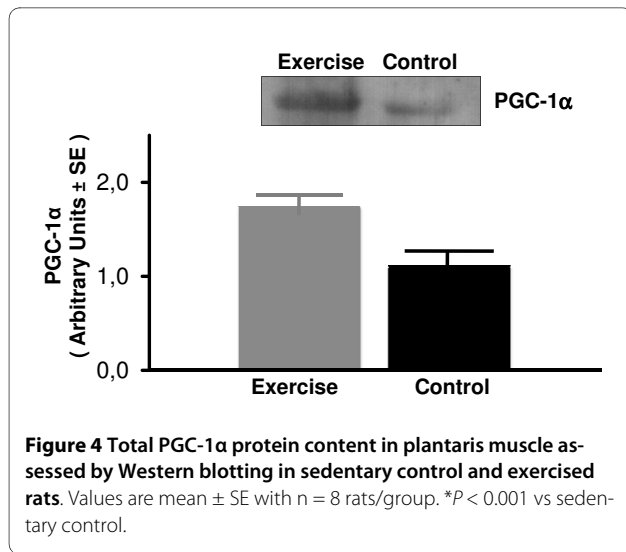 Exercise Control
PGC-1α
PGC-1α
( Arbitrary Units ± SE )
2,0
1,0
0,0
Exercise Control
Figure 4 Total PGC-1α protein content in plantaris muscle as-
sessed by Western blotting in sedentary control and exercised
rats. Values are mean ± SE with n = 8 rats/group. *P < 0.001 vs seden-
tary control.